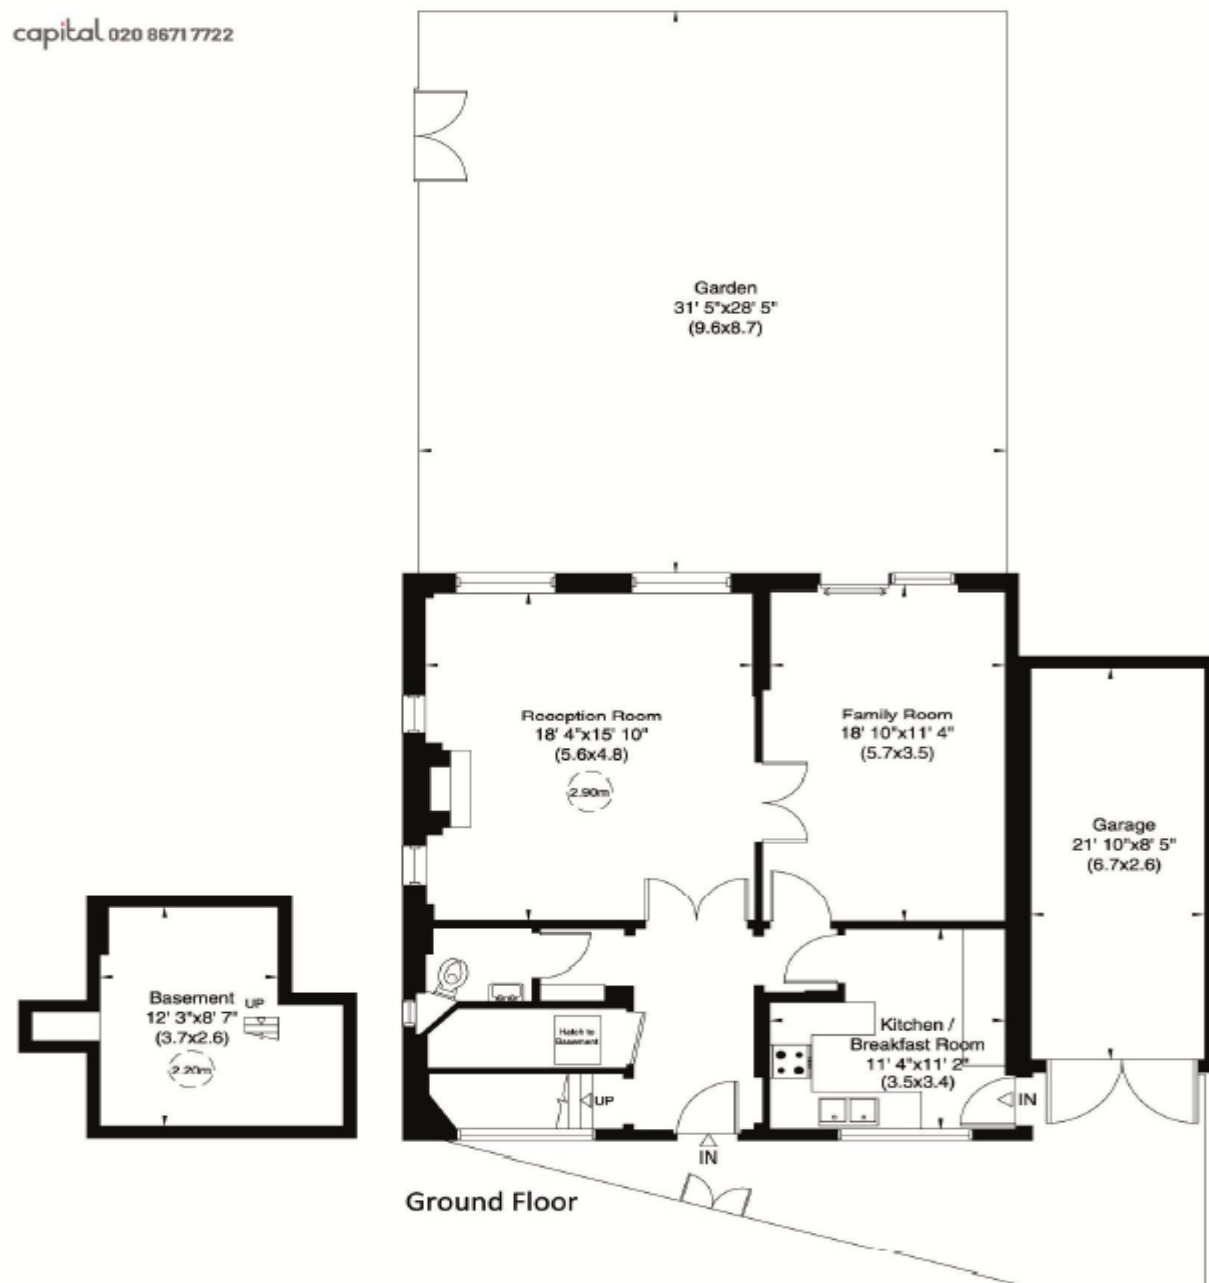 capital 020 8671 7722
Garden
31' 5"x28' 5"
(9.6x8.7)
Reception Room
18' 4"x15' 10"
(5.6x4.8)
2.90m
Family Room
18' 10"x11' 4"
(5.7x3.5)
Garage
21' 10"x8' 5"
(6.7x2.6)
Basement
UP
12' 3"x8' 7"
(3.7x2.6)
2.20m
Hatch to
Basement
UP
Kitchen /
Breakfast Room
11' 4"x11' 2"
(3.5x3.4)
IN
IN
Ground Floor